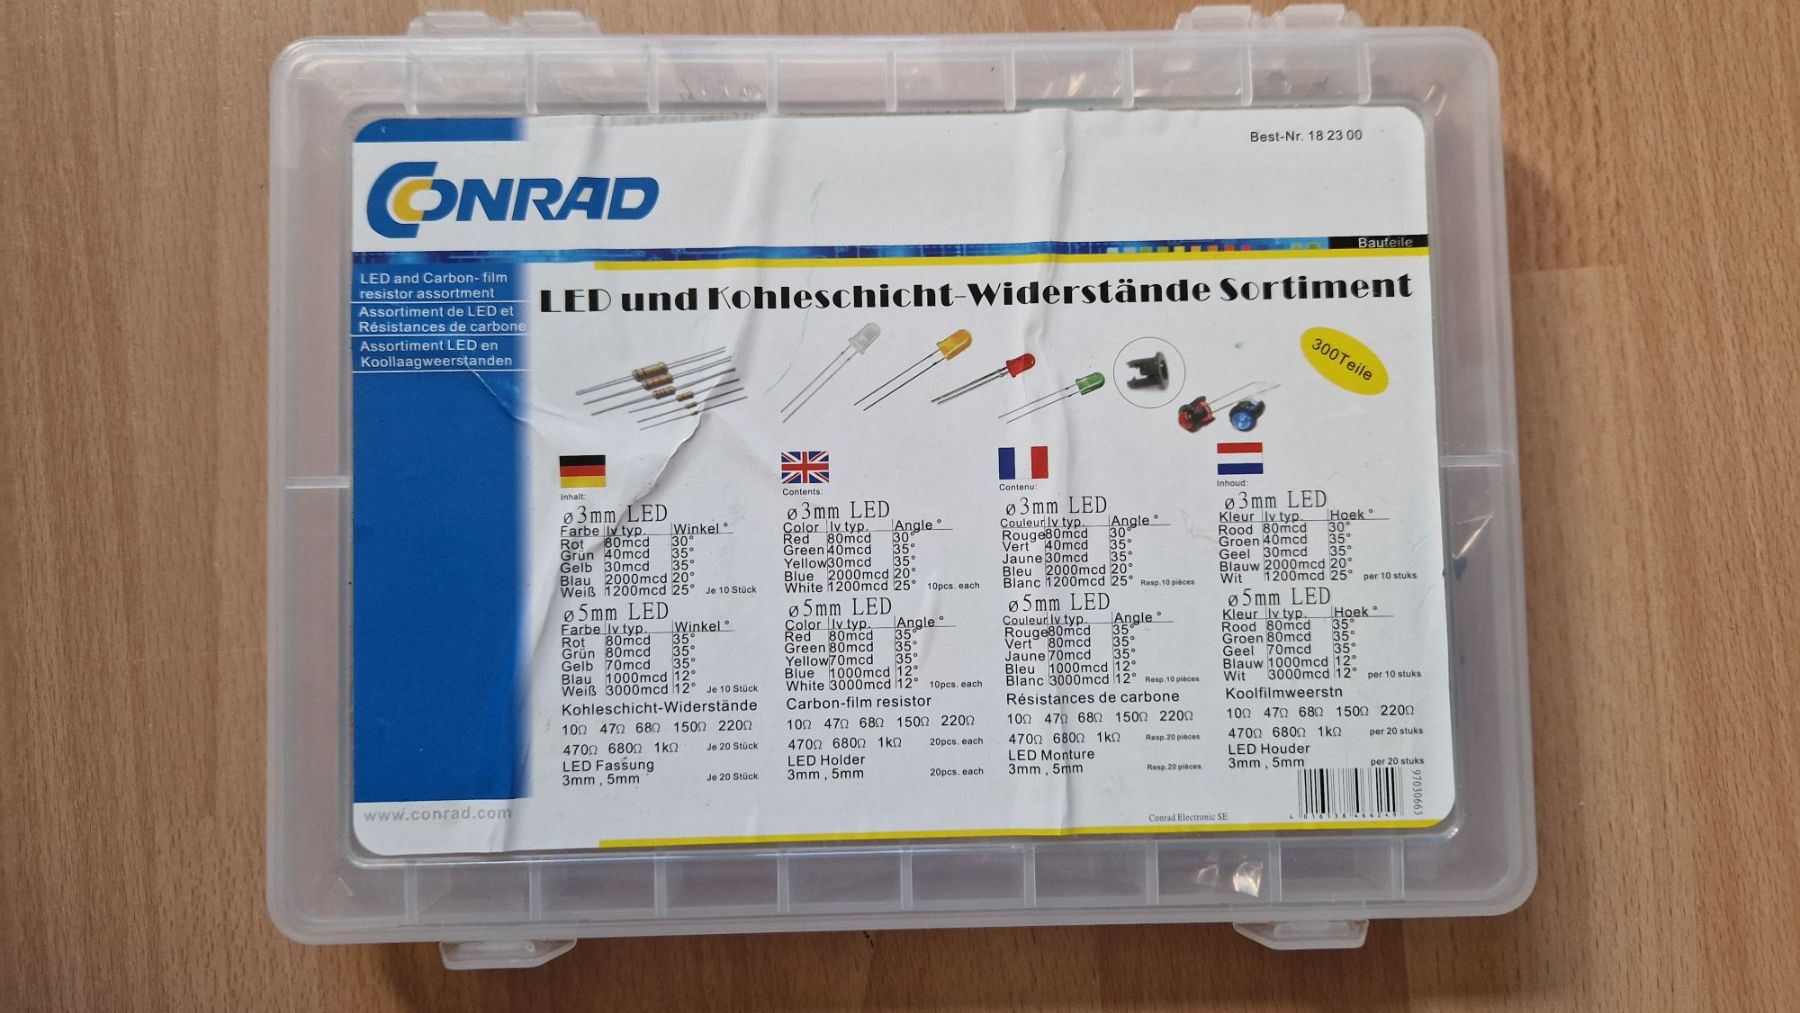 Best-Nr. 18 23 00
CONRAD
Bauteile
LED and Carbon- film
resistor assortment
Assortiment de LED et
Résistances de carbone
Assortiment LED en
Koollaagweerstanden
LED und Kohleschicht-Widerstände Sortiment
300Teile
Inhalt:
ø3mm LED
Farbe Iv typ. Winkel °
Rot 80mcd 30°
Grün 40mcd 35°
Gelb 30mcd 35°
Blau 2000mcd 20°
Weiß 1200mcd 25° Je 10 Stück
ø5mm LED
Farbe Iv typ. Winkel °
Rot 80mcd 35°
Grün 80mcd 35°
Gelb 70mcd 35°
Blau 1000mcd 12°
Weiß 3000mcd 12° Je 10 Stück
Kohleschicht-Widerstände
10Ω 47Ω 68Ω 150Ω 220Ω
470Ω 680Ω 1kΩ Je 20 Stück
LED Fassung
3mm , 5mm Je 20 Stück
Contents:
ø3mm LED
Color Iv typ. Angle °
Red 80mcd 30°
Green 40mcd 35°
Yellow 30mcd 35°
Blue 2000mcd 20°
White 1200mcd 25° 10pcs. each
ø5mm LED
Color Iv typ. Angle °
Red 80mcd 35°
Green 80mcd 35°
Yellow 70mcd 35°
Blue 1000mcd 12°
White 3000mcd 12° 10pcs. each
Carbon-film resistor
10Ω 47Ω 68Ω 150Ω 220Ω
470Ω 680Ω 1kΩ 20pcs. each
LED Holder
3mm , 5mm 20pcs. each
Contenu:
ø3mm LED
Couleur Iv typ. Angle °
Rouge 80mcd 30°
Vert 40mcd 35°
Jaune 30mcd 35°
Bleu 2000mcd 20°
Blanc 1200mcd 25° Resp.10 pièces
ø5mm LED
Couleur Iv typ. Angle °
Rouge 80mcd 35°
Vert 80mcd 35°
Jaune 70mcd 35°
Bleu 1000mcd 12°
Blanc 3000mcd 12° Resp.10 pièces
Résistances de carbone
10Ω 47Ω 68Ω 150Ω 220Ω
470Ω 680Ω 1kΩ Resp.20 pièces
LED Monture
3mm , 5mm Resp.20 pièces
Inhoud:
ø3mm LED
Kleur Iv typ. Hoek °
Rood 80mcd 30°
Groen 40mcd 35°
Geel 30mcd 35°
Blauw 2000mcd 20°
Wit 1200mcd 25° per 10 stuks
ø5mm LED
Kleur Iv typ. Hoek °
Rood 80mcd 35°
Groen 80mcd 35°
Geel 70mcd 35°
Blauw 1000mcd 12°
Wit 3000mcd 12° per 10 stuks
Koolfilmweerstn
10Ω 47Ω 68Ω 150Ω 220Ω
470Ω 680Ω 1kΩ per 20 stuks
LED Houder
3mm , 5mm per 20 stuks
97030663
www.conrad.com
Conrad Electronic SE